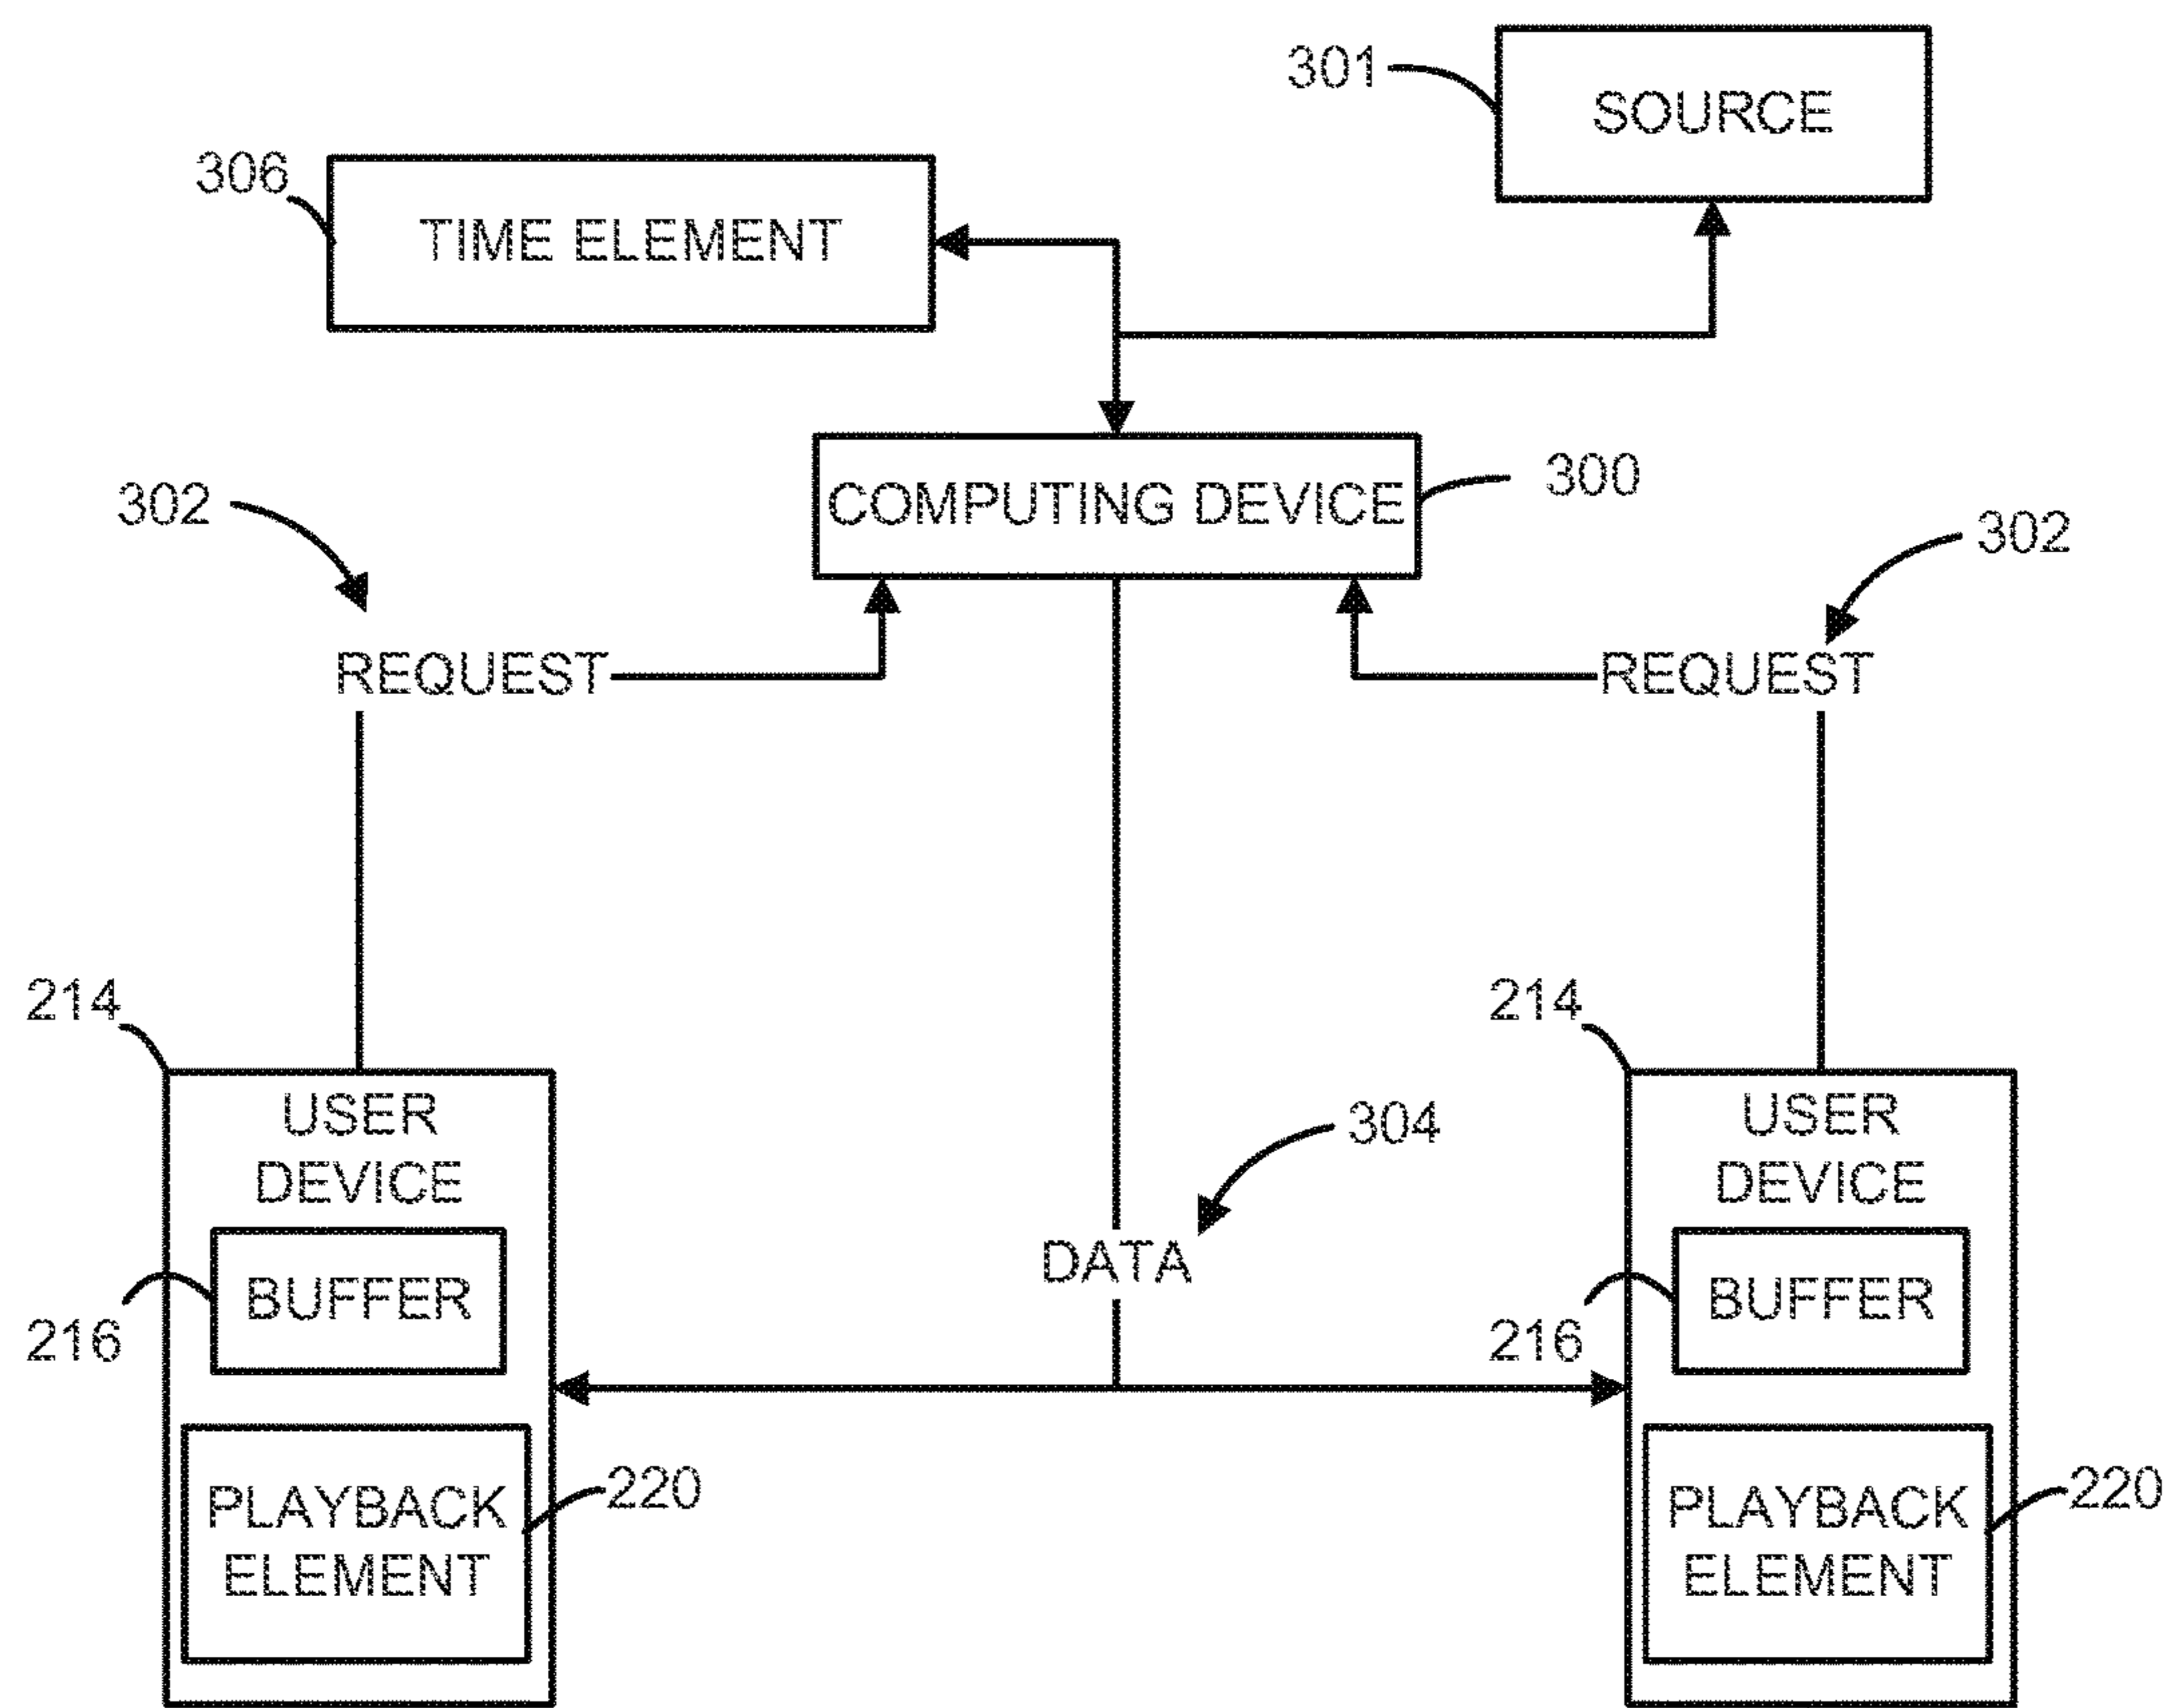 301
SOURCE
306
TIME ELEMENT
300
COMPUTING DEVICE
302
302
REQUEST
REQUEST
214
USER
DEVICE
216
BUFFER
PLAYBACK
ELEMENT
220
304
DATA
214
USER
DEVICE
216
BUFFER
PLAYBACK
ELEMENT
220